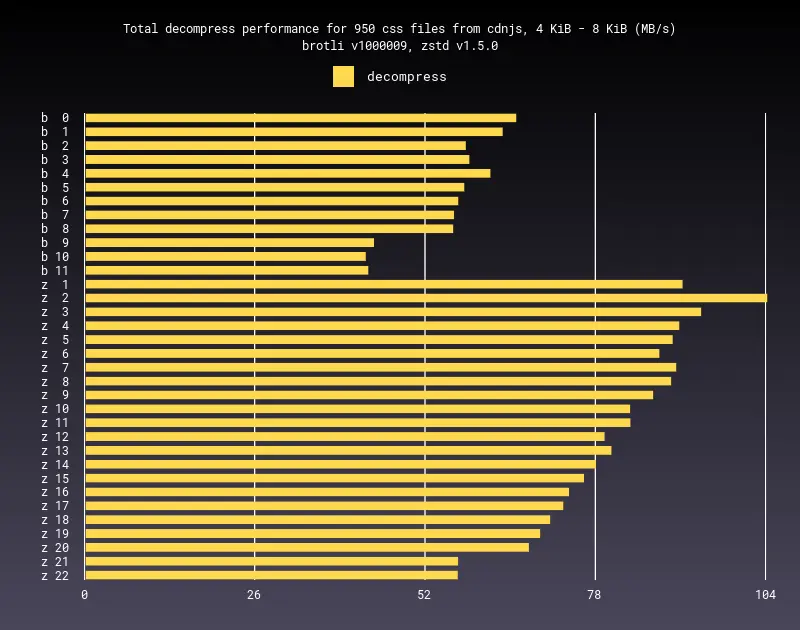 Total decompress performance for 950 css files from cdnjs, 4 KiB - 8 KiB (MB/s)
brotli v1000009, zstd v1.5.0
decompress
b 0
b 1
b 2
b 3
b 4
b 5
b 6
b 7
b 8
b 9
b 10
b 11
z 1
z 2
z 3
z 4
z 5
z 6
z 7
z 8
z 9
z 10
z 11
z 12
z 13
z 14
z 15
z 16
z 17
z 18
z 19
z 20
z 21
z 22
0 26 52 78 104